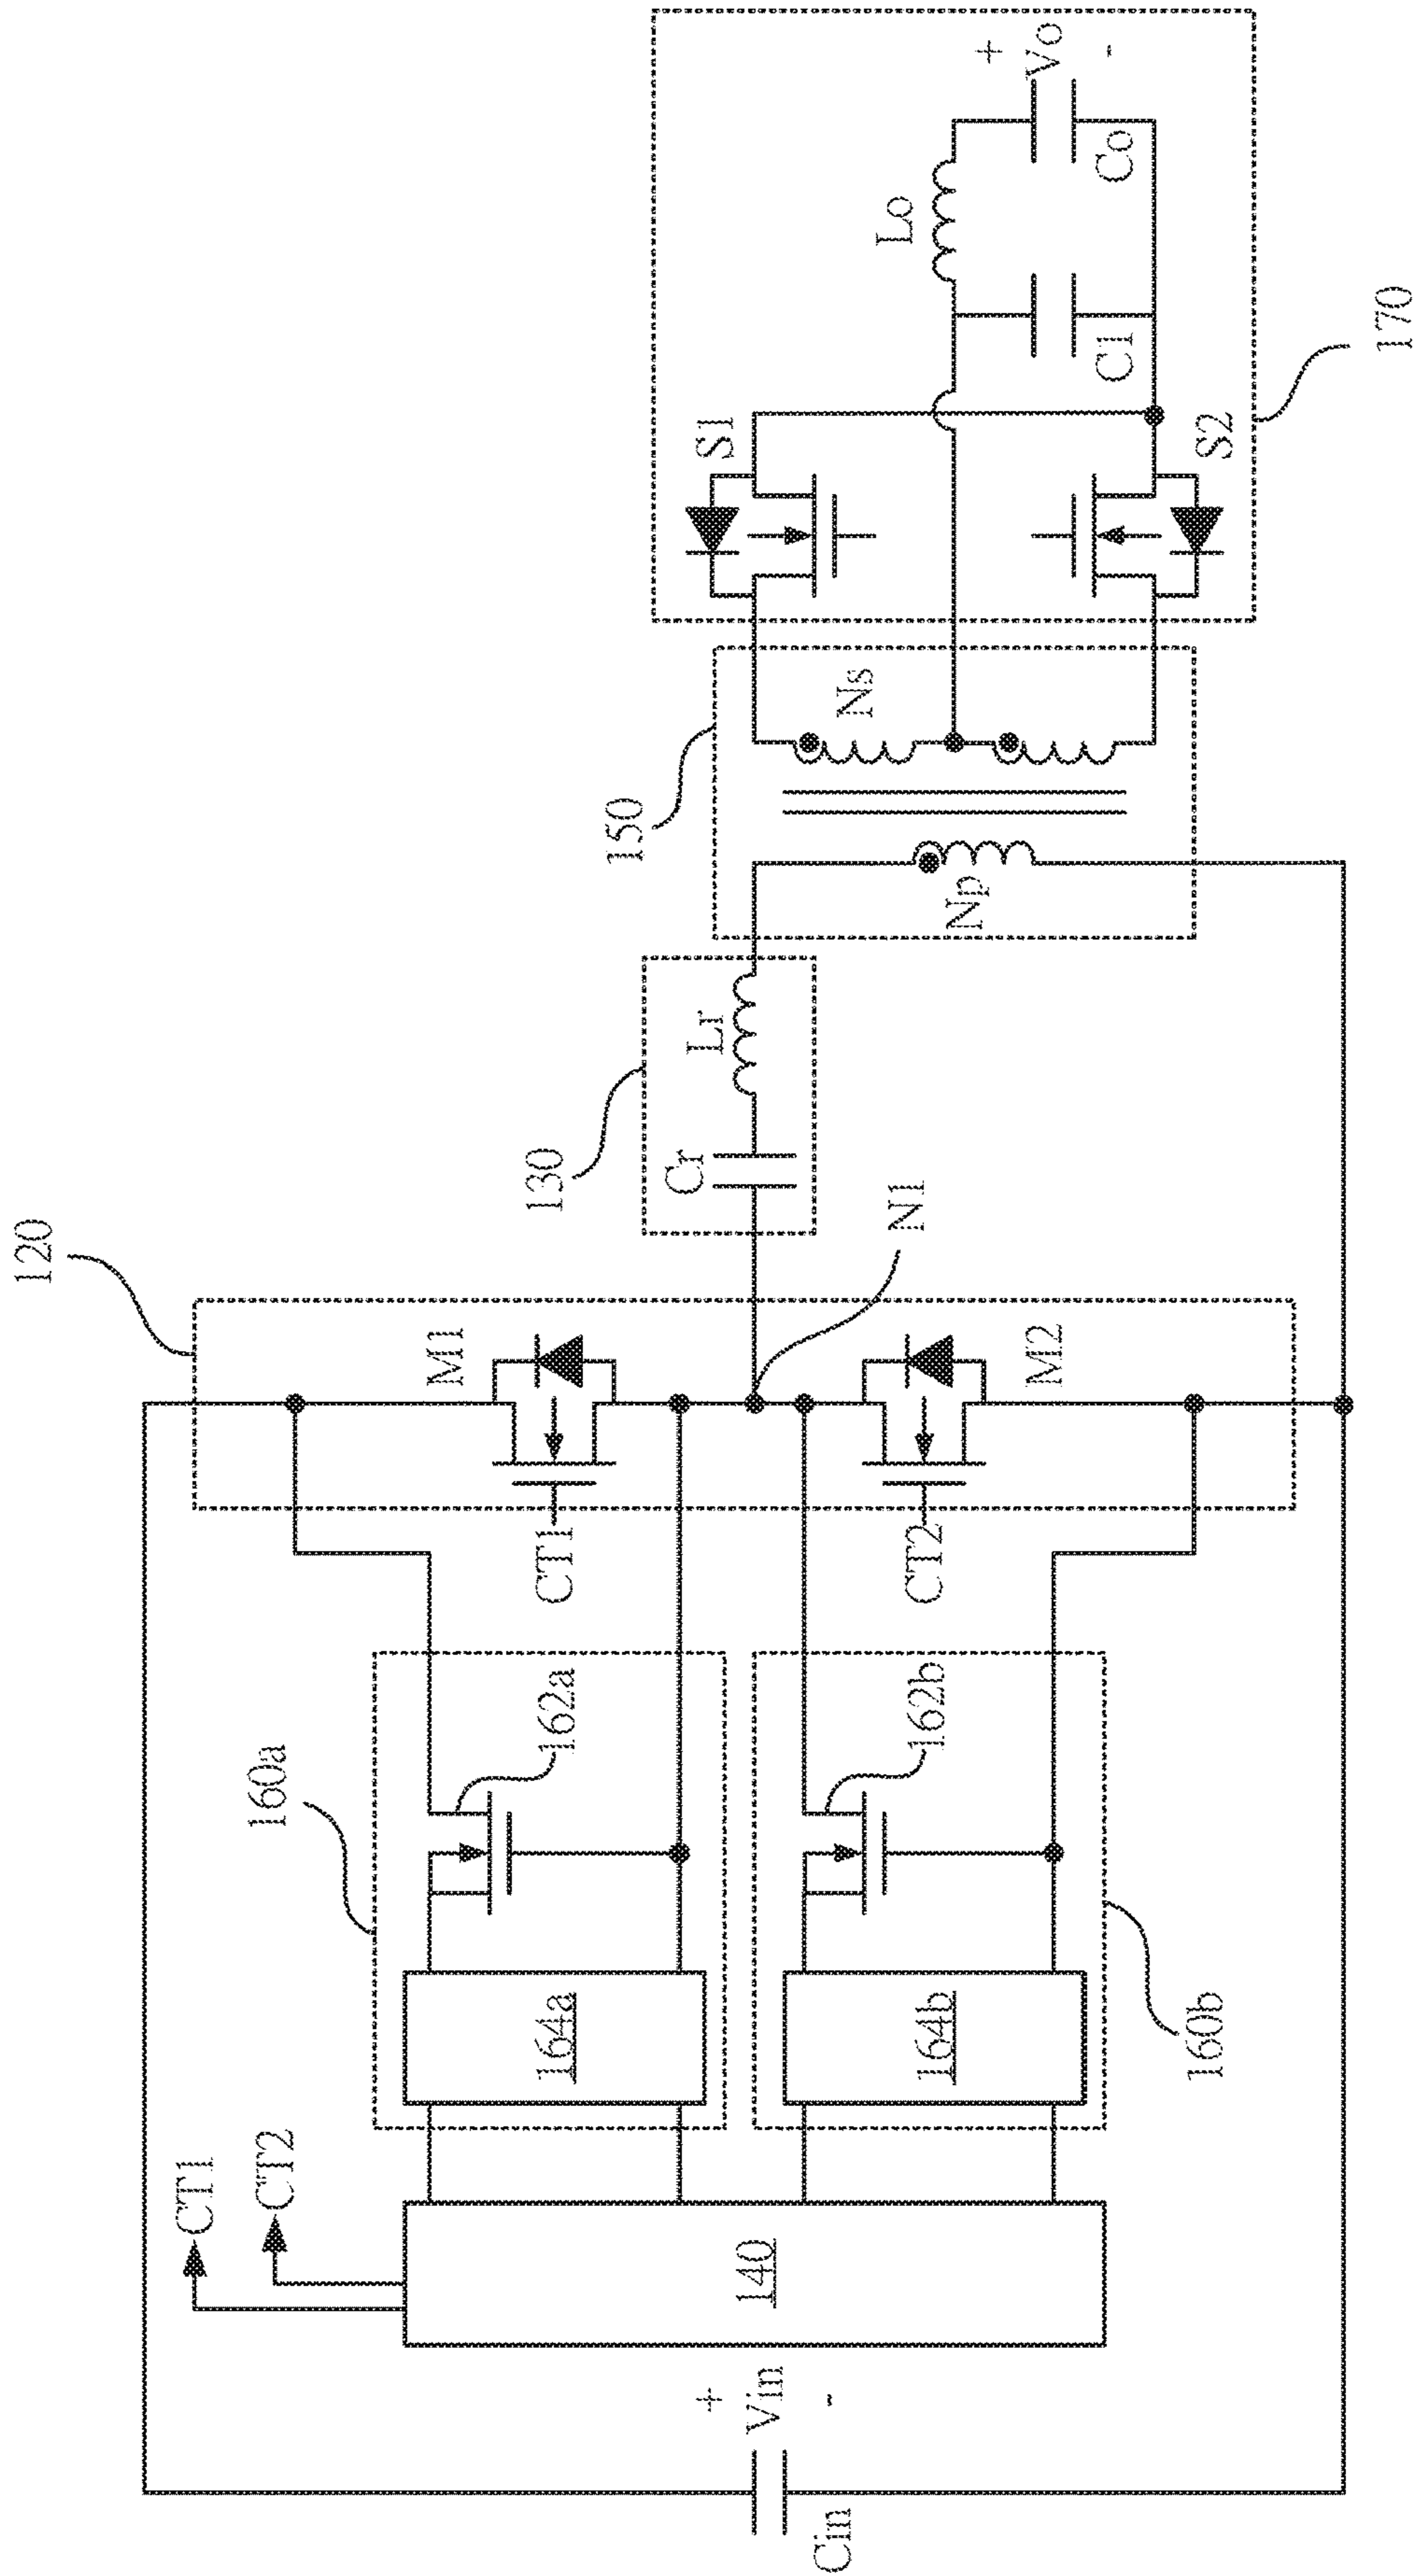 120
130
150
170
M1
Cr
Lr
Np
Ns
S1
Lo
+
Vo
-
Co
C1
S2
N1
M2
CT1
CT2
160a
162a
164a
162b
164b
160b
CT1
CT2
140
+
Vin
-
Cin